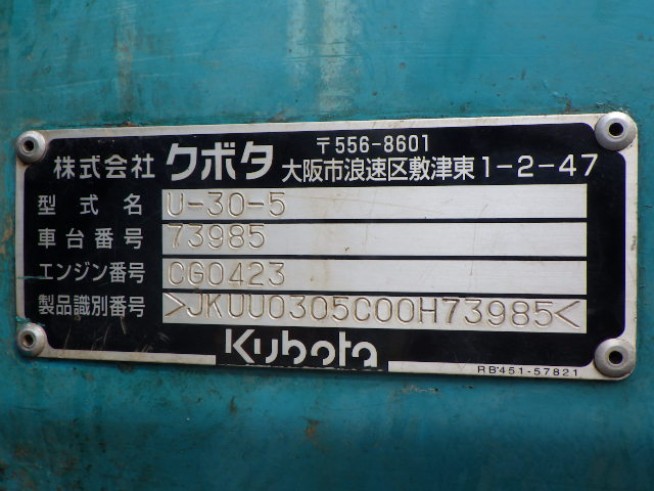 株式会社 クボタ 〒556-8601
大阪市浪速区敷津東1-2-47
型式名 U-30-5
車台番号 73985
エンジン番号 CG0423
製品識別番号 >JKUU0305C00H73985<
Kubota
RB451-57821